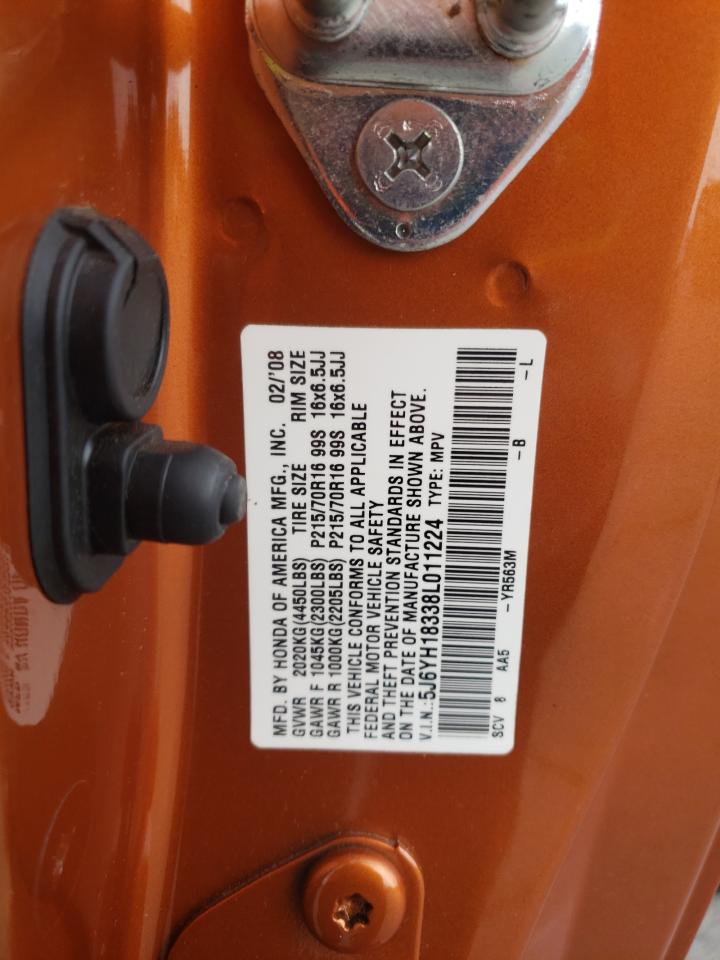 MFD. BY HONDA OF AMERICA MFG., INC. 02/'08
GVWR 2020KG(4450LBS) TIRE SIZE RIM SIZE
GAWR F 1045KG(2300LBS) P215/70R16 99S 16x6.5JJ
GAWR R 1000KG(2205LBS) P215/70R16 99S 16x6.5JJ
THIS VEHICLE CONFORMS TO ALL APPLICABLE
FEDERAL MOTOR VEHICLE SAFETY
AND THEFT PREVENTION STANDARDS IN EFFECT
ON THE DATE OF MANUFACTURE SHOWN ABOVE.
V.I.N.:5J6YH18338L011224 TYPE: MPV
SCV 8 AA5 -YR563M -B -L